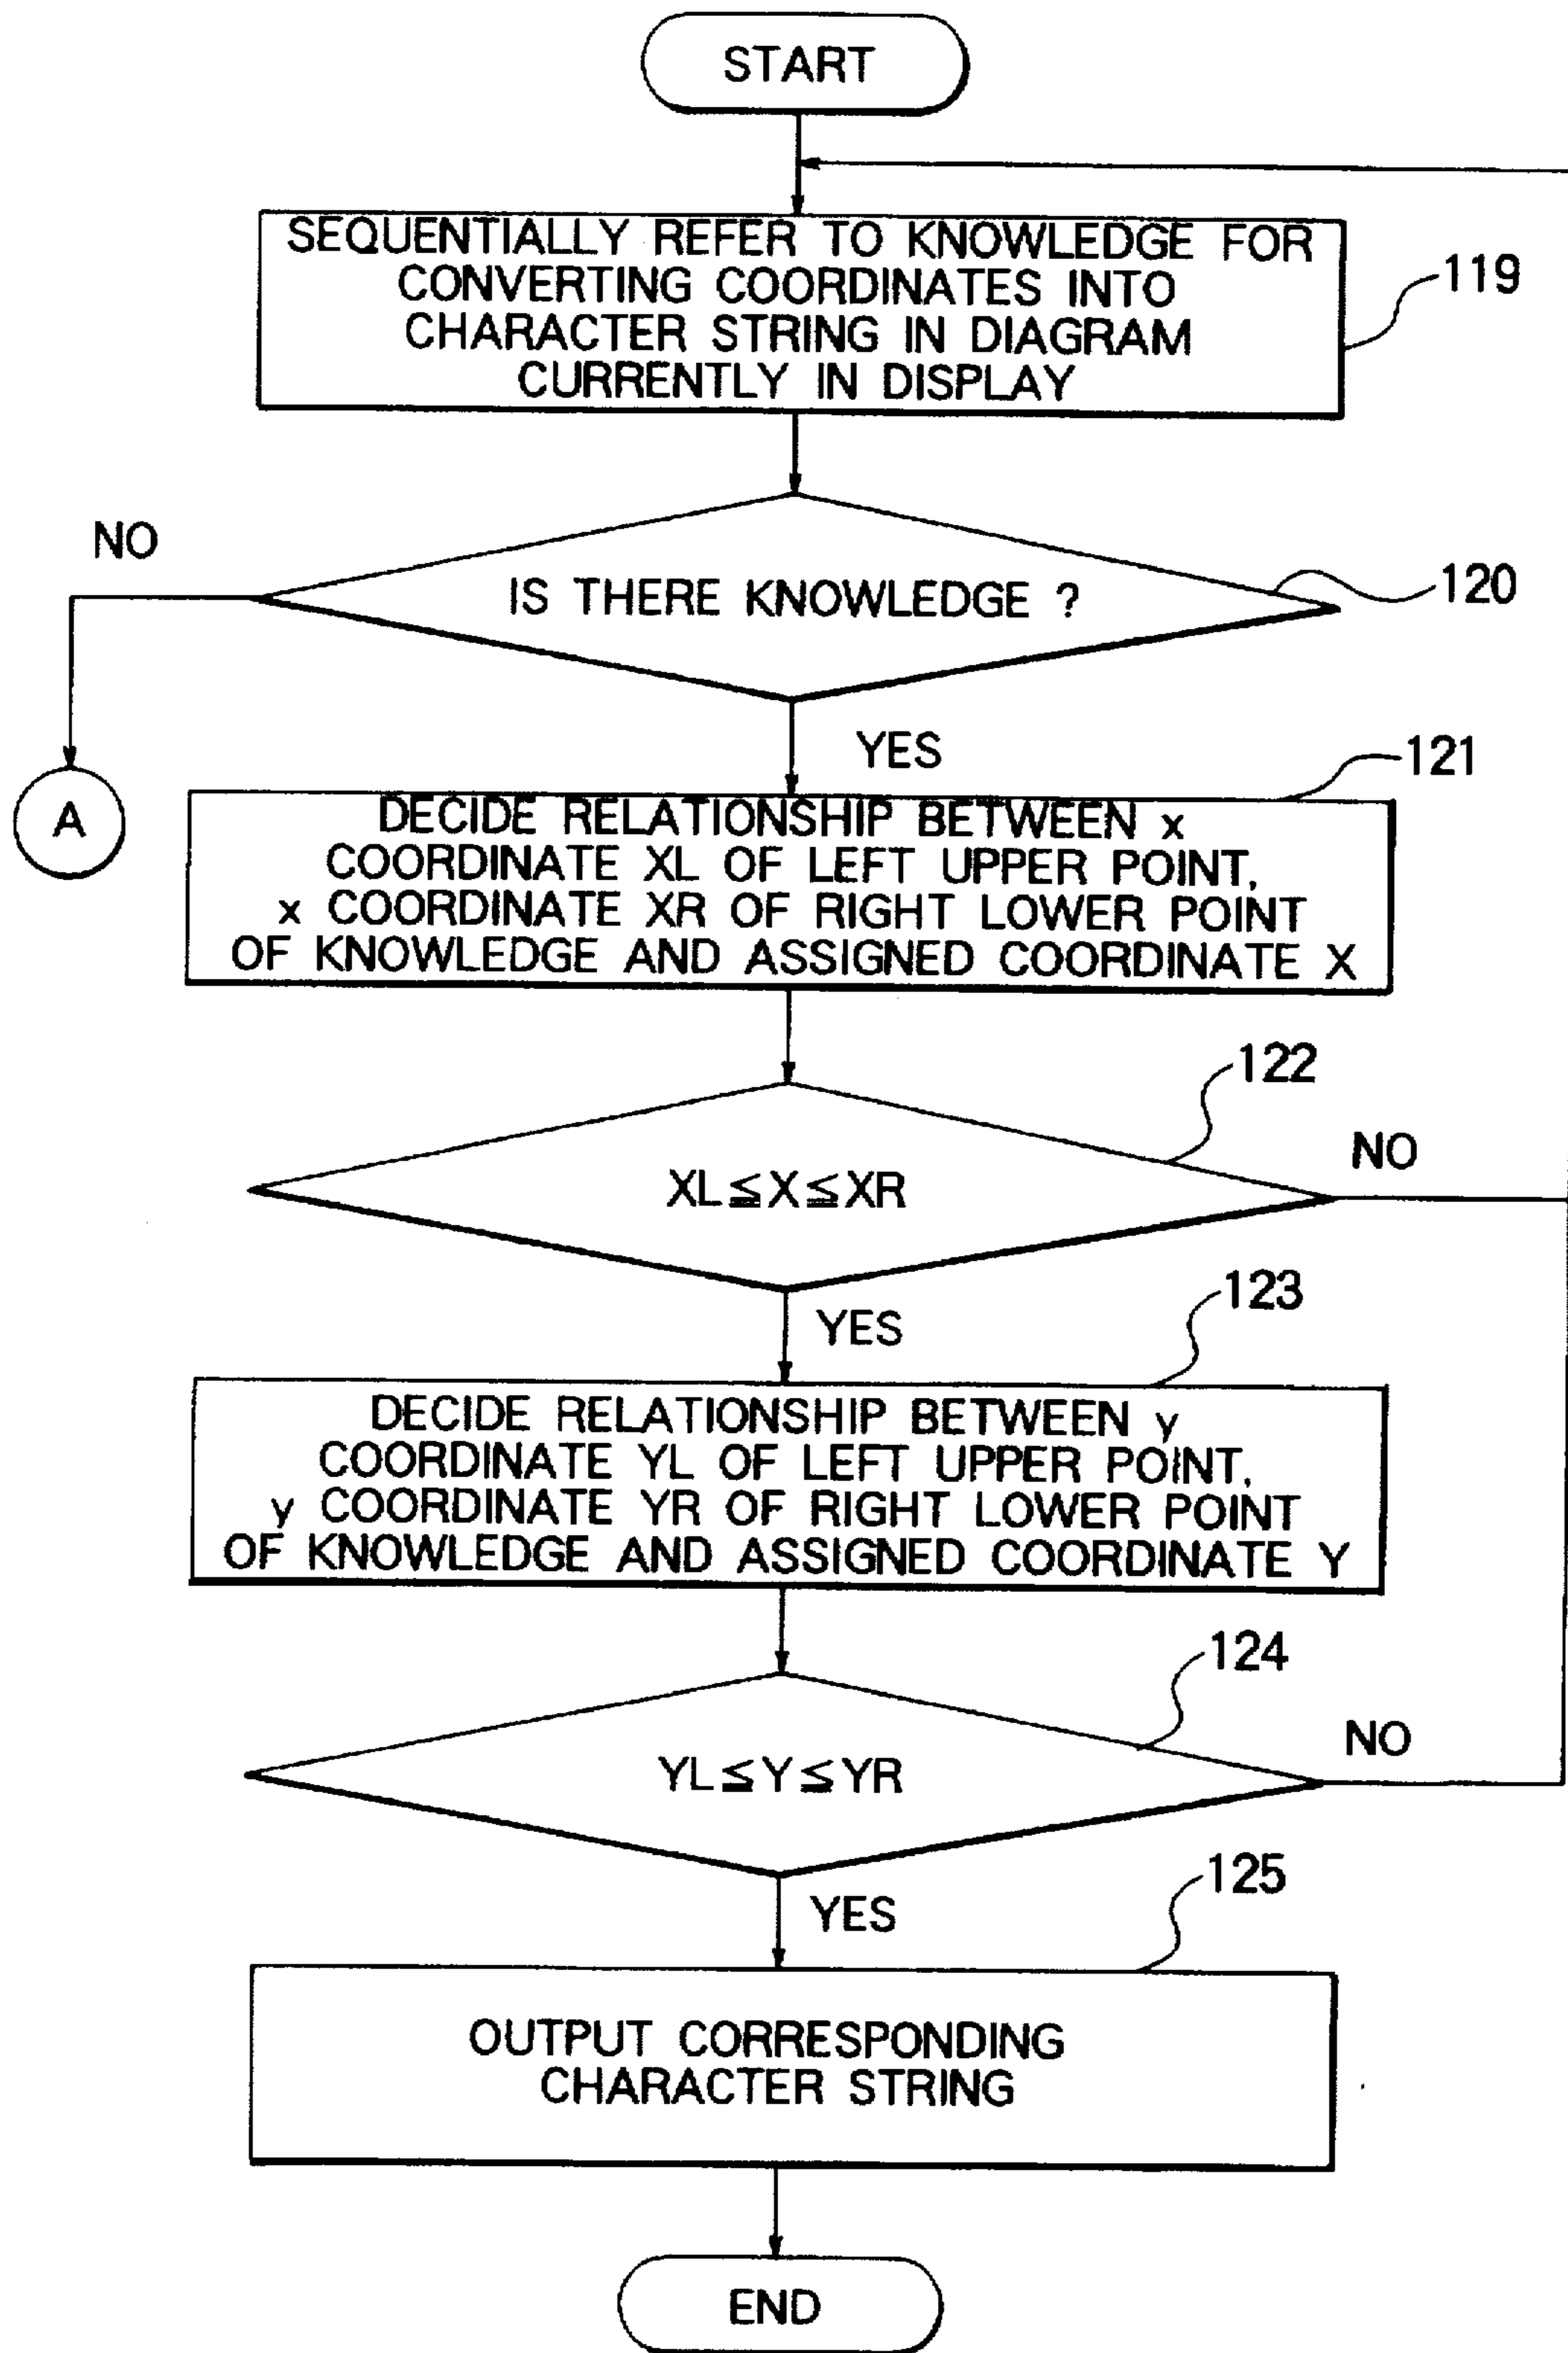 START
SEQUENTIALLY REFER TO KNOWLEDGE FOR
CONVERTING COORDINATES INTO
CHARACTER STRING IN DIAGRAM
CURRENTLY IN DISPLAY
119
NO
IS THERE KNOWLEDGE ?
120
YES
A
121
DECIDE RELATIONSHIP BETWEEN x
COORDINATE XL OF LEFT UPPER POINT,
x COORDINATE XR OF RIGHT LOWER POINT
OF KNOWLEDGE AND ASSIGNED COORDINATE X
122
XL≦X≦XR
NO
YES
123
DECIDE RELATIONSHIP BETWEEN y
COORDINATE YL OF LEFT UPPER POINT,
y COORDINATE YR OF RIGHT LOWER POINT
OF KNOWLEDGE AND ASSIGNED COORDINATE Y
124
YL≦Y≦YR
NO
YES
125
OUTPUT CORRESPONDING
CHARACTER STRING
END